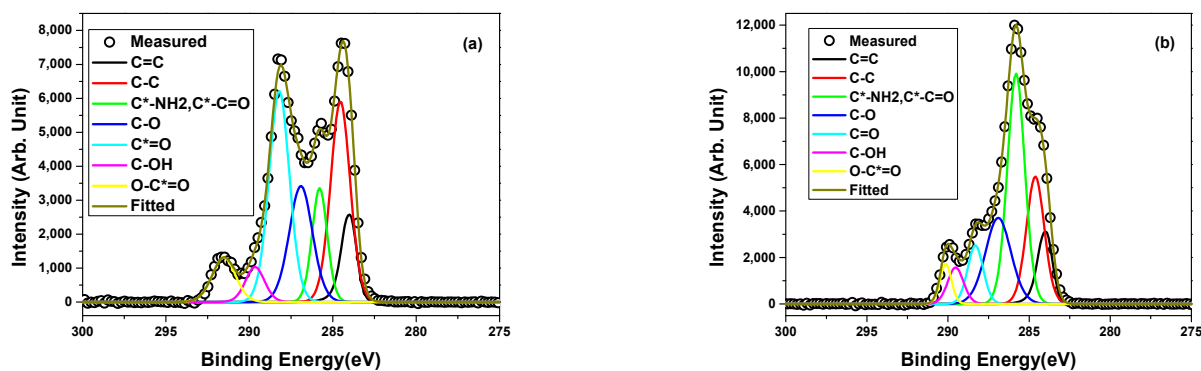 8,000
7,000
6,000
5,000
4,000
3,000
2,000
1,000
0
Intensity (Arb. Unit)
Measured
C=C
C-C
C*-NH2,C*-C=O
C-O
C*=O
C-OH
O-C*=O
Fitted
(a)
300 295 290 285 280 275
Binding Energy(eV)
12,000
10,000
8,000
6,000
4,000
2,000
0
Intensity (Arb. Unit)
Measured
C=C
C-C
C*-NH2,C*-C=O
C-O
C=O
C-OH
O-C*=O
Fitted
(b)
300 295 290 285 280 275
Binding Energy(eV)